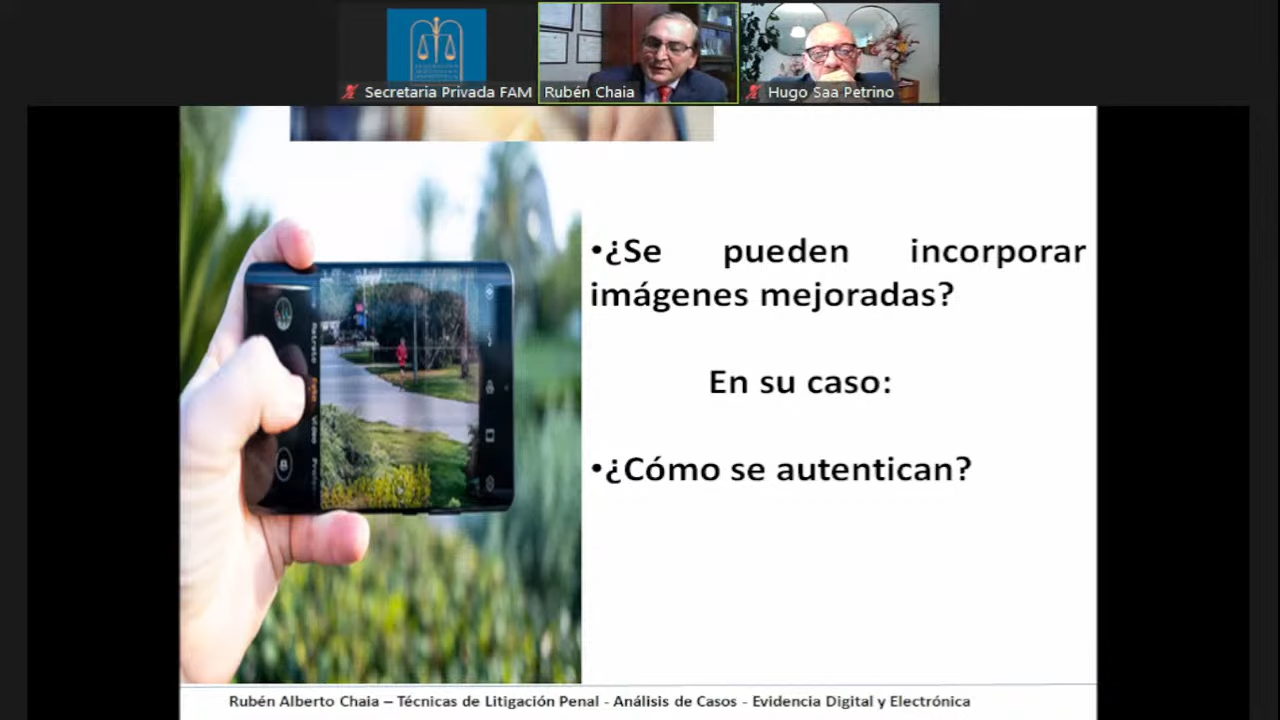 Secretaria Privada FAM
Rubén Chaia
Hugo Saa Petrino
•¿Se pueden incorporar
imágenes mejoradas?
En su caso:
•¿Cómo se autentican?
Rubén Alberto Chaia – Técnicas de Litigación Penal - Análisis de Casos - Evidencia Digital y Electrónica